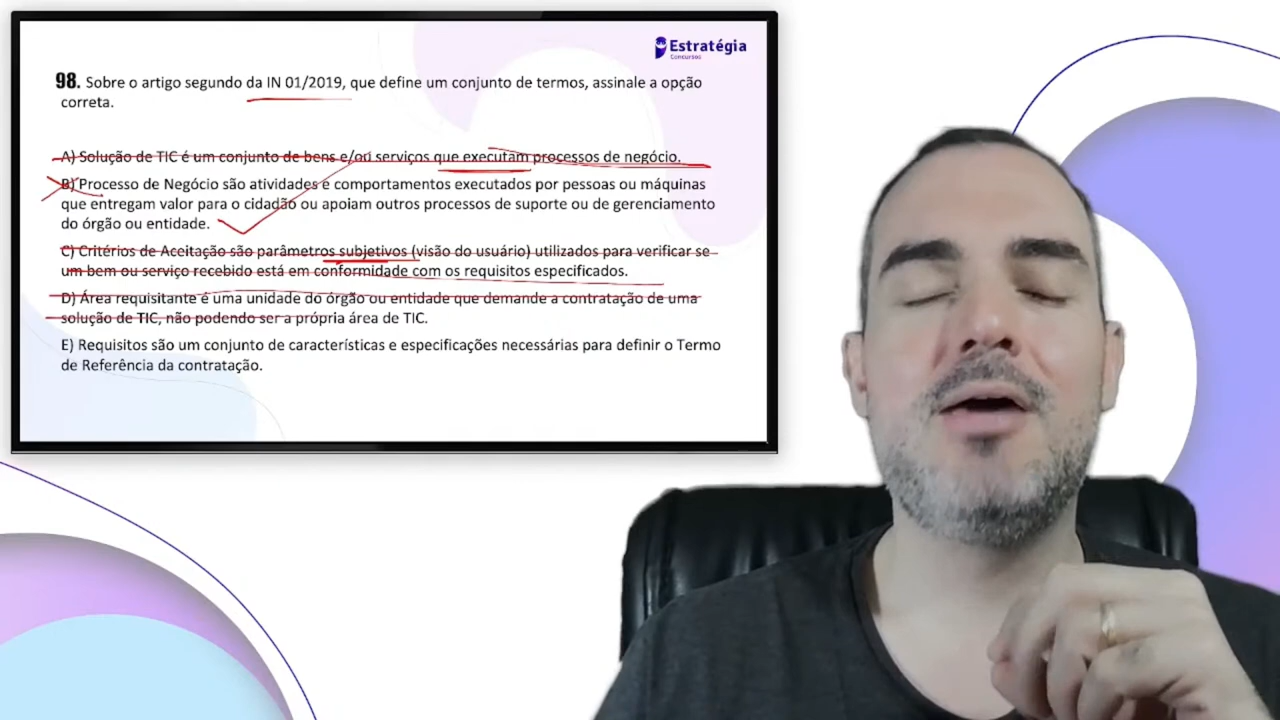 Estratégia
Concursos
98. Sobre o artigo segundo da IN 01/2019, que define um conjunto de termos, assinale a opção
correta.
A) Solução de TIC é um conjunto de bens e/ou serviços que executam processos de negócio.
B) Processo de Negócio são atividades e comportamentos executados por pessoas ou máquinas
que entregam valor para o cidadão ou apoiam outros processos de suporte ou de gerenciamento
do órgão ou entidade.
C) Critérios de Aceitação são parâmetros subjetivos (visão do usuário) utilizados para verificar se
um bem ou serviço recebido está em conformidade com os requisitos especificados.
D) Área requisitante é uma unidade do órgão ou entidade que demande a contratação de uma
solução de TIC, não podendo ser a própria área de TIC.
E) Requisitos são um conjunto de características e especificações necessárias para definir o Termo
de Referência da contratação.